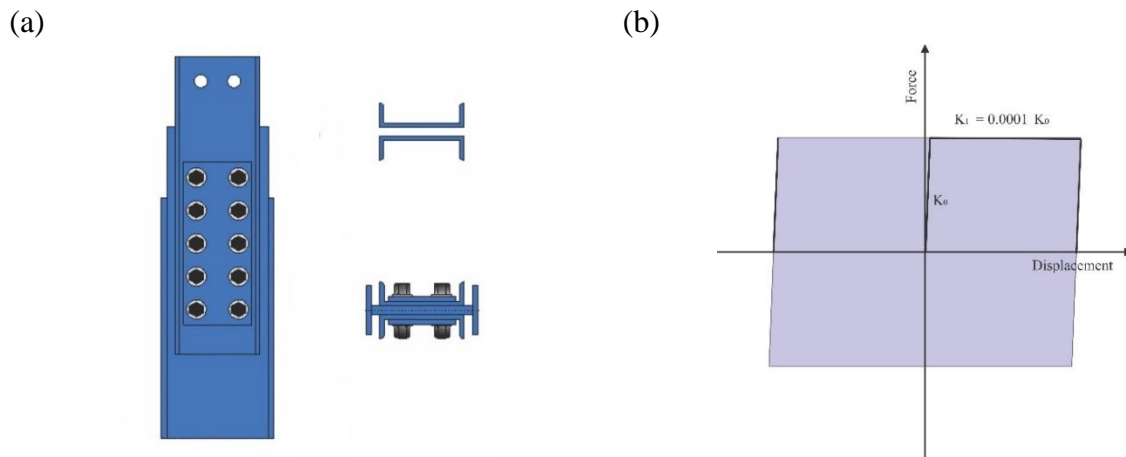 (a)
(b)
Force
K₁ = 0.0001 K₀
K₀
Displacement